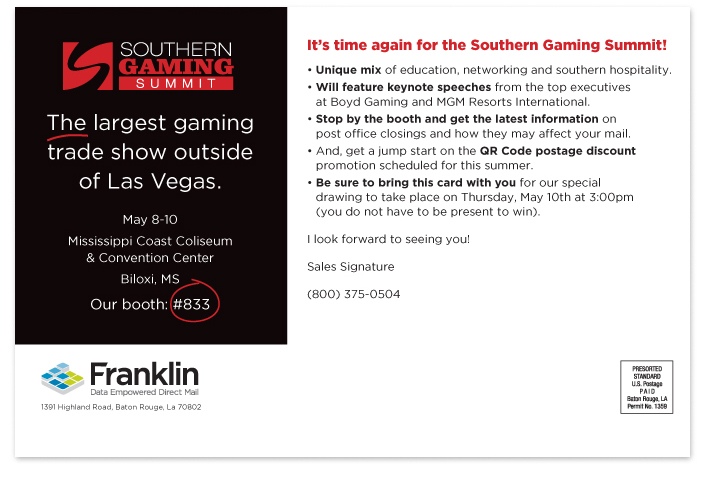 SOUTHERN
GAMING
SUMMIT
The largest gaming
trade show outside
of Las Vegas.
May 8-10
Mississippi Coast Coliseum
& Convention Center
Biloxi, MS
Our booth: #833
It's time again for the Southern Gaming Summit!
• Unique mix of education, networking and southern hospitality.
• Will feature keynote speeches from the top executives
at Boyd Gaming and MGM Resorts International.
• Stop by the booth and get the latest information on
post office closings and how they may affect your mail.
• And, get a jump start on the QR Code postage discount
promotion scheduled for this summer.
• Be sure to bring this card with you for our special
drawing to take place on Thursday, May 10th at 3:00pm
(you do not have to be present to win).
I look forward to seeing you!
Sales Signature
(800) 375-0504
Franklin
Data Empowered Direct Mail
1391 Highland Road, Baton Rouge, La 70802
PRESORTED
STANDARD
U.S. Postage
PAID
Baton Rouge, LA
Permit No. 1359